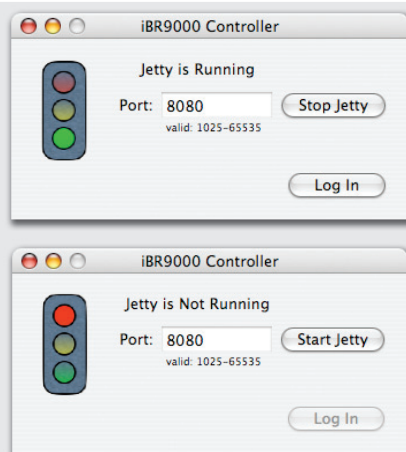 iBR9000 Controller
Jetty is Running
Port: 8080 Stop Jetty
valid: 1025-65535
Log In
iBR9000 Controller
Jetty is Not Running
Port: 8080 Start Jetty
valid: 1025-65535
Log In